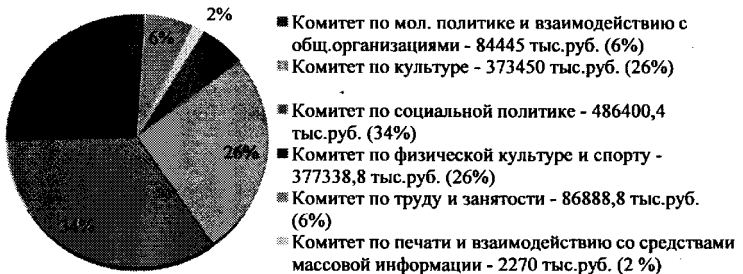 2%
6%
26%
34%
Комитет по мол. политике и взаимодействию с
общ.организациями - 84445 тыс.руб. (6%)
Комитет по культуре - 373450 тыс.руб. (26%)
Комитет по социальной политике - 486400,4
тыс.руб. (34%)
Комитет по физической культуре и спорту -
377338,8 тыс.руб. (26%)
Комитет по труду и занятости - 86888,8 тыс.руб.
(6%)
Комитет по печати и взаимодействию со средствами
массовой информации - 2270 тыс.руб. (2 %)